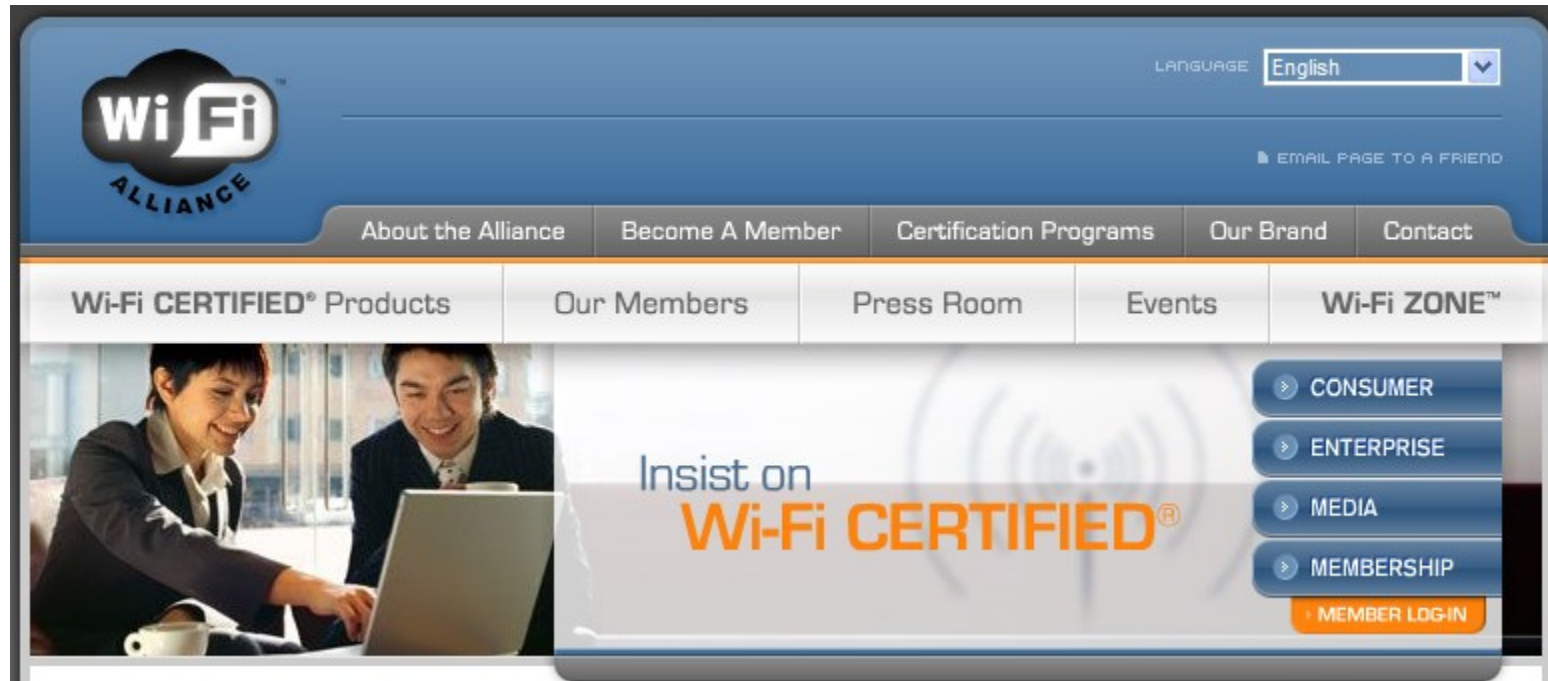 Wi Fi™
ALLIANCE
LANGUAGE English
EMAIL PAGE TO A FRIEND
About the Alliance Become A Member Certification Programs Our Brand Contact
Wi-Fi CERTIFIED® Products Our Members Press Room Events Wi-Fi ZONE™
Insist on
Wi-Fi CERTIFIED®
CONSUMER
ENTERPRISE
MEDIA
MEMBERSHIP
MEMBER LOG-IN